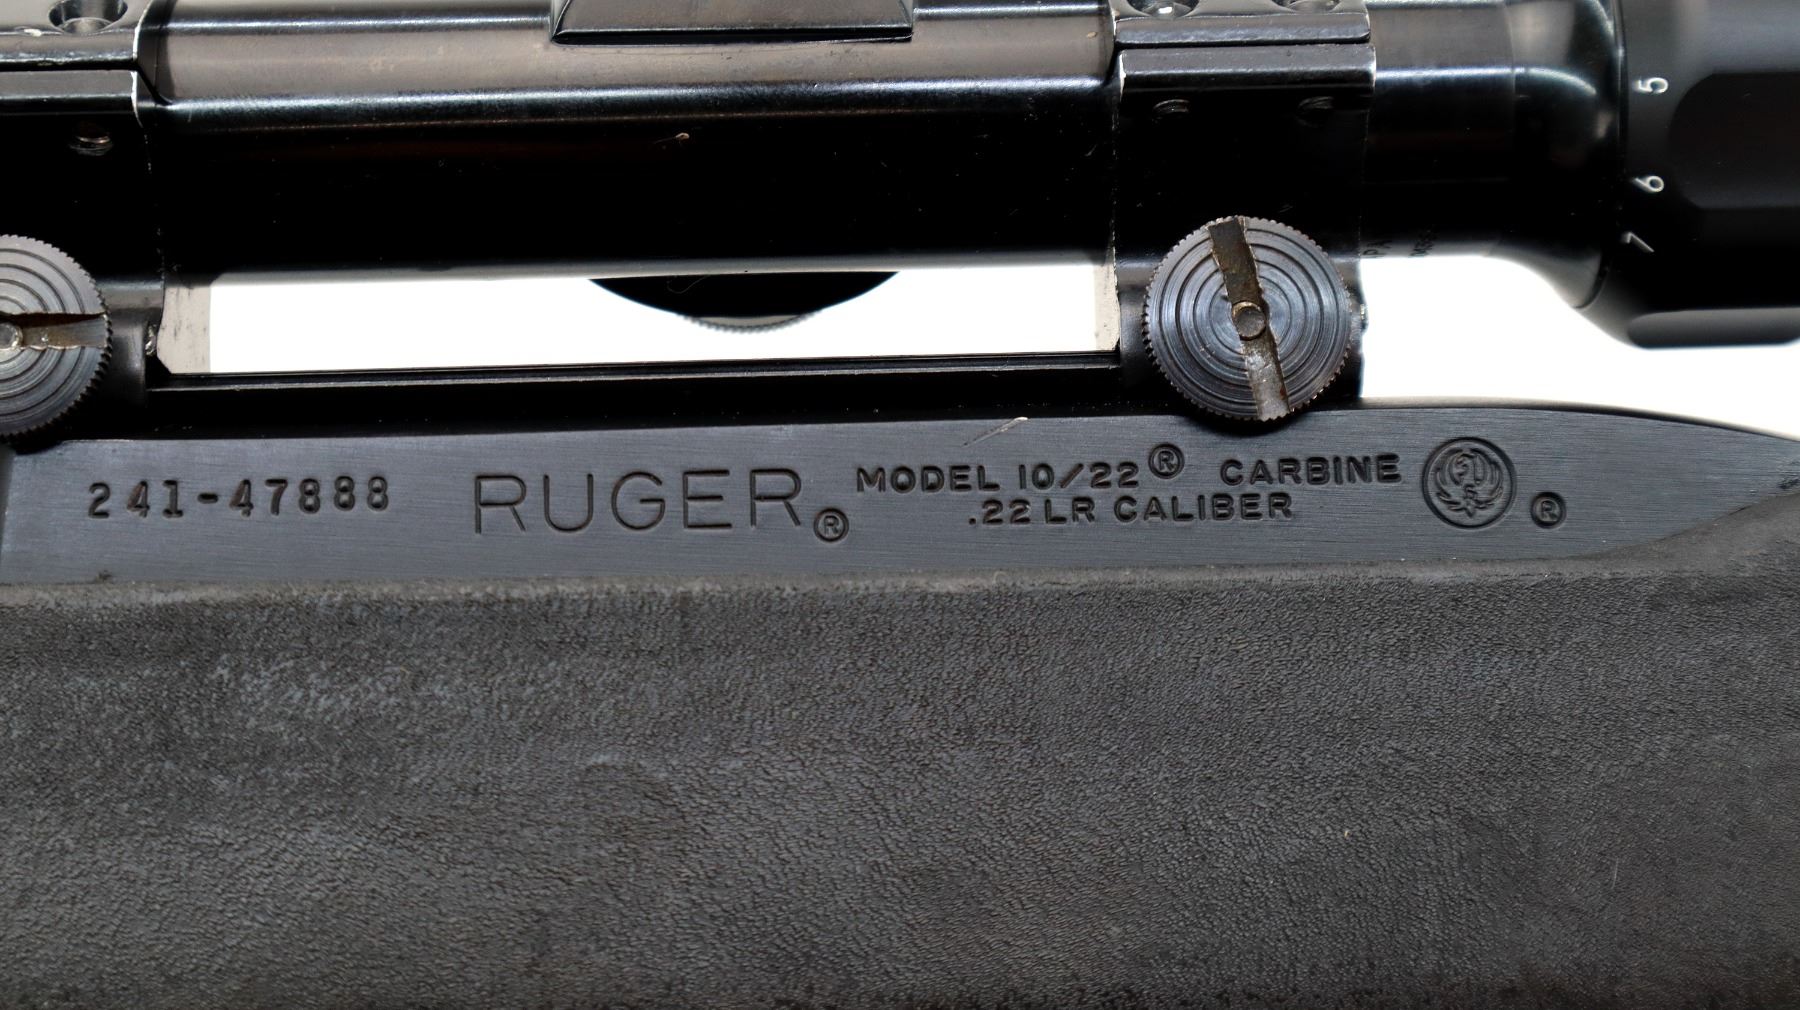 5
6
7
241-47888 RUGER® MODEL 10/22® CARBINE ®
.22 LR CALIBER